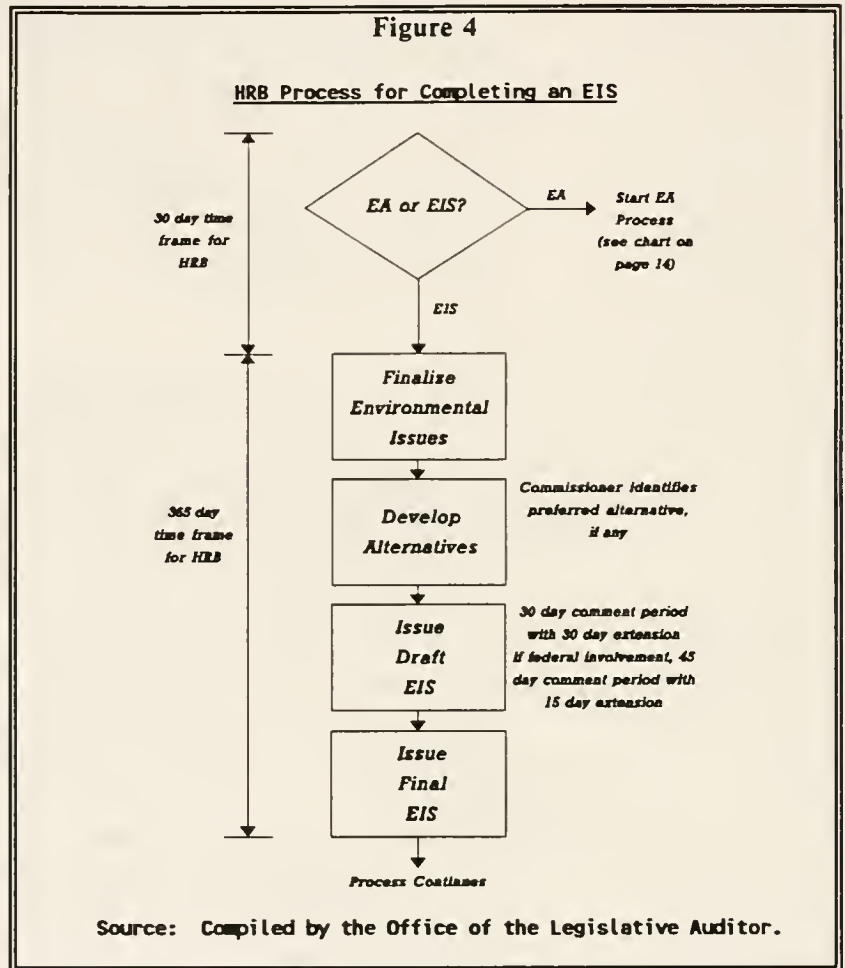 Figure 4
HRB Process for Completing an EIS
30 day time
frame for
HRB
EA or EIS?
EA
Start EA
Process
(see chart on
page 14)
EIS
Finalize
Environmental
Issues
365 day
time frame
for HRB
Develop
Alternatives
Commissioner identifies
preferred alternative,
if any
Issue
Draft
EIS
30 day comment period
with 30 day extension
If federal involvement, 45
day comment period with
15 day extension
Issue
Final
EIS
Process Continues
Source: Compiled by the Office of the Legislative Auditor.